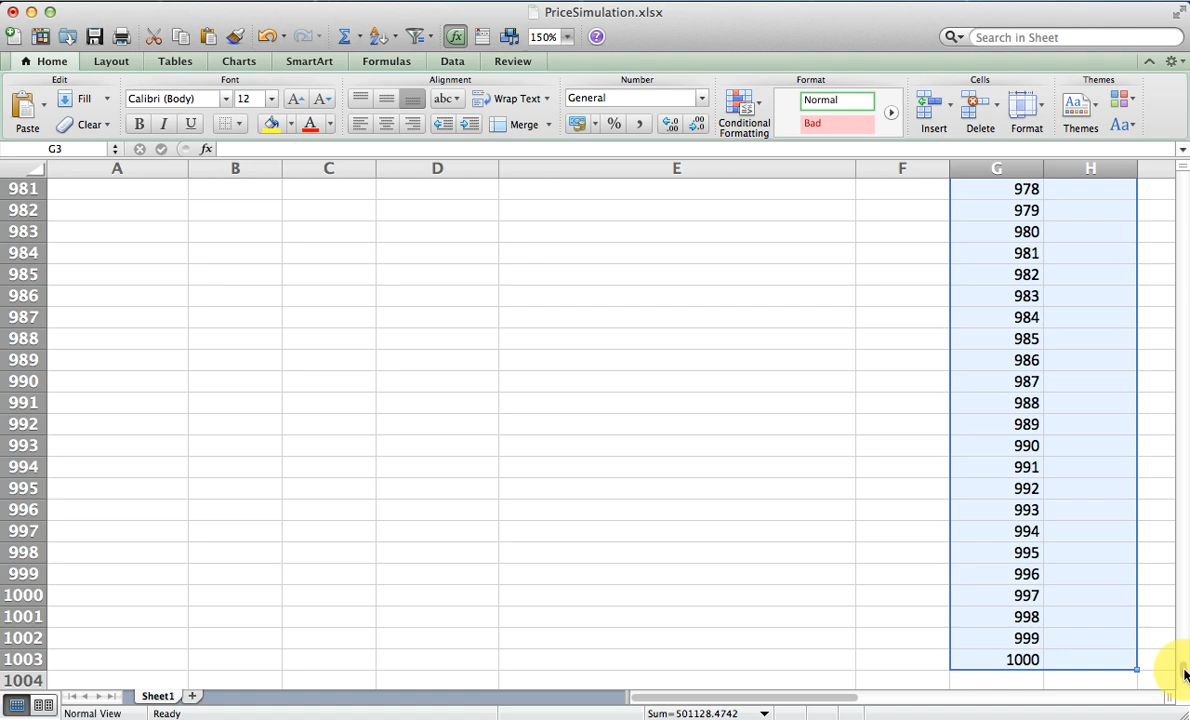 PriceSimulation.xlsx
150%
Search in Sheet
Home Layout Tables Charts SmartArt Formulas Data Review
Edit Font Alignment Number Format Cells Themes
Paste Fill Clear
Calibri (Body) 12
B I U
abc Wrap Text
Merge
General
%
Conditional Formatting
Normal
Bad
Insert Delete Format Themes Aa
G3 fx
A B C D E F G H
981 978
982 979
983 980
984 981
985 982
986 983
987 984
988 985
989 986
990 987
991 988
992 989
993 990
994 991
995 992
996 993
997 994
998 995
999 996
1000 997
1001 998
1002 999
1003 1000
1004
Sheet1
Normal View Ready Sum=501128.4742